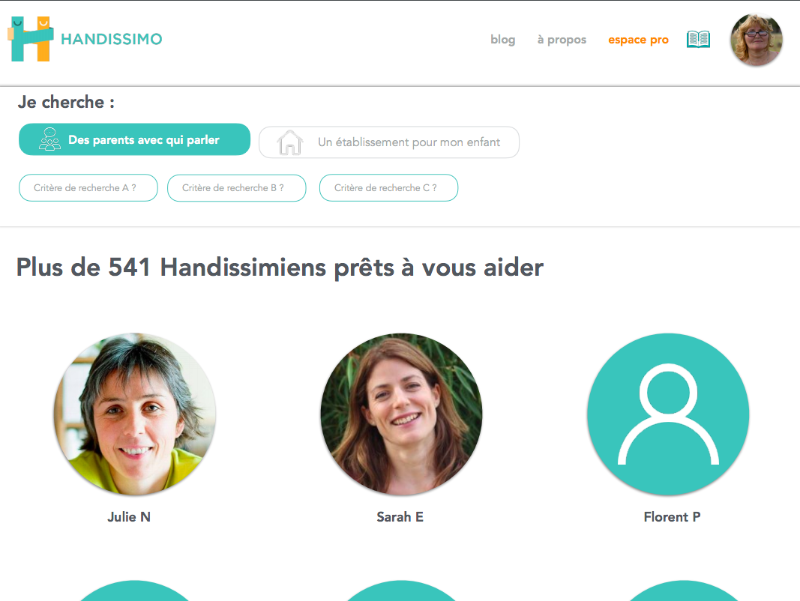 HANDISSIMO
blog à propos espace pro
Je cherche :
Des parents avec qui parler Un établissement pour mon enfant
Critère de recherche A ? Critère de recherche B ? Critère de recherche C ?
Plus de 541 Handissimiens prêts à vous aider
Julie N Sarah E Florent P